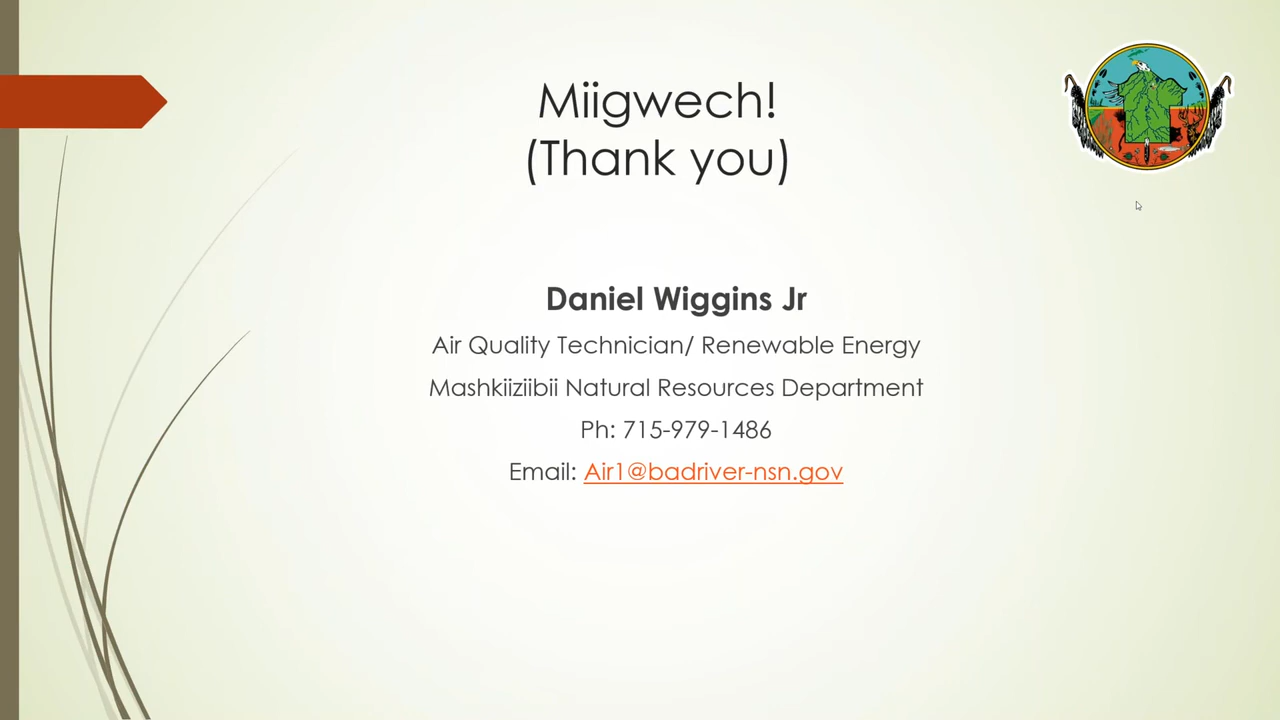 Miigwech!
(Thank you)
Daniel Wiggins Jr
Air Quality Technician/ Renewable Energy
Mashkiiziibii Natural Resources Department
Ph: 715-979-1486
Email: Air1@badriver-nsn.gov